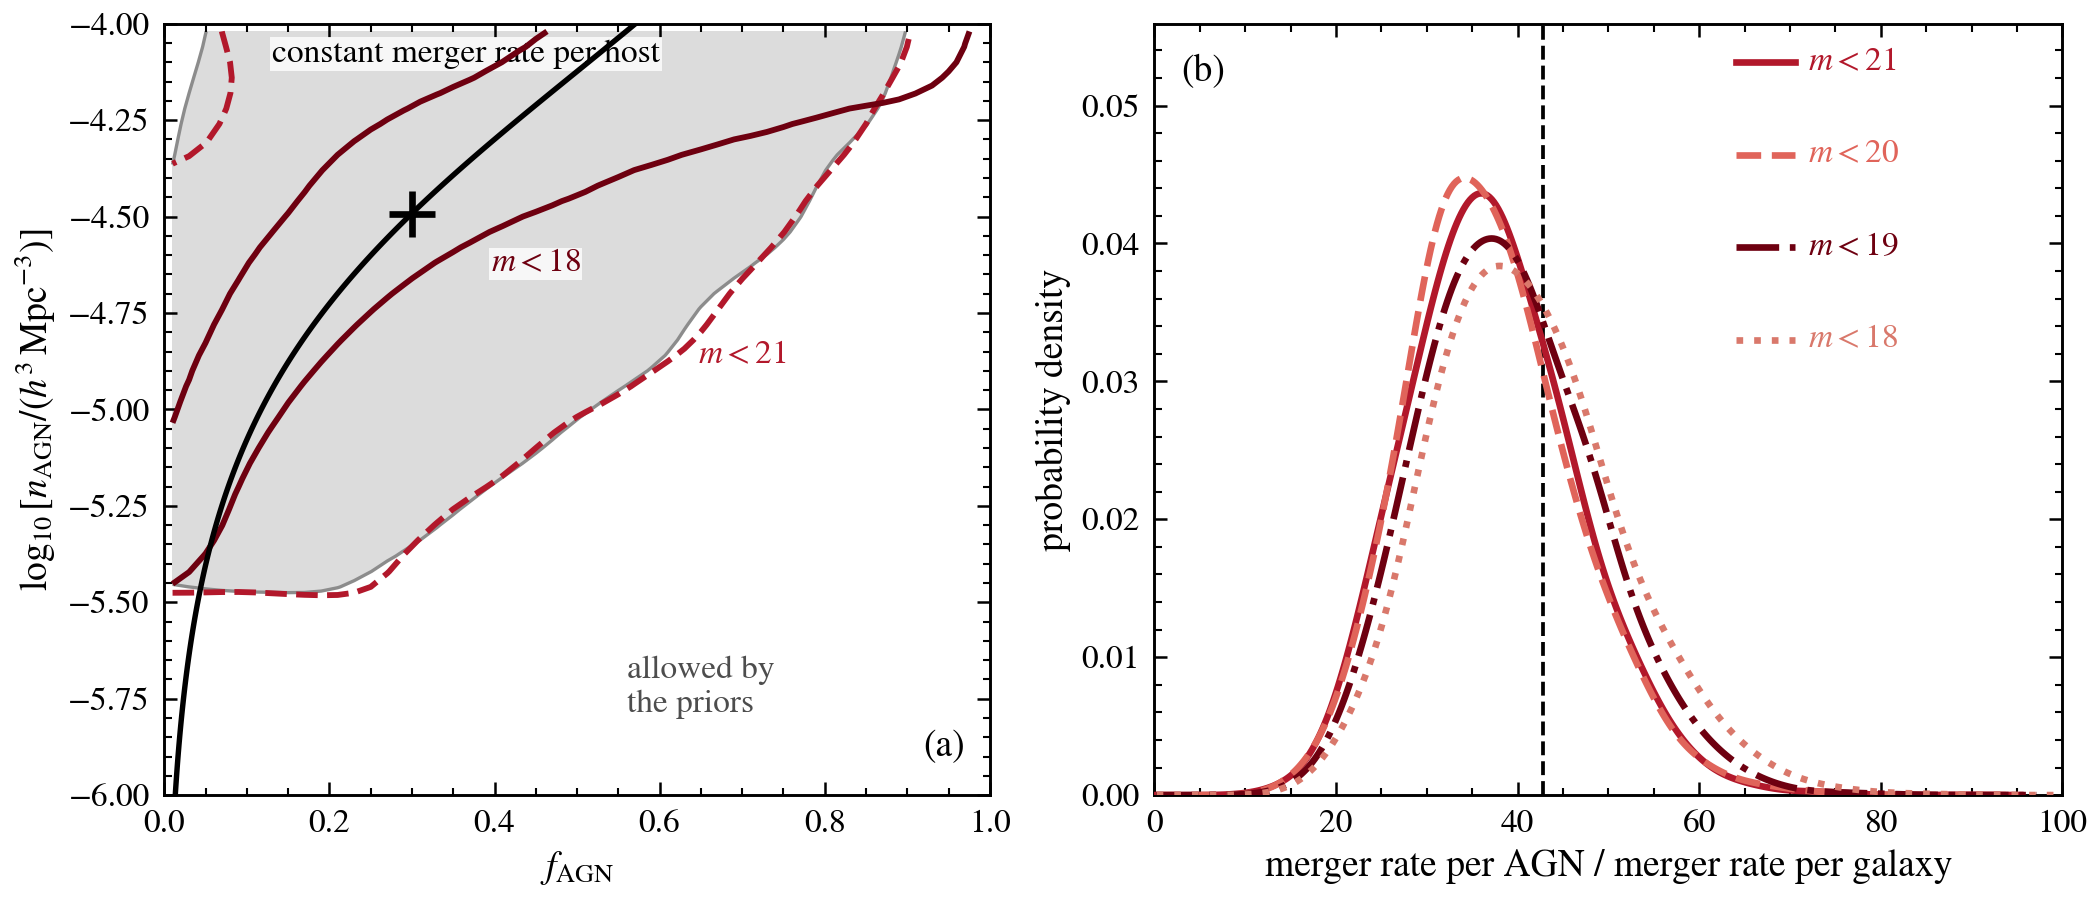 constant merger rate per host
m < 18
m < 21
allowed by
the priors
(a)
−4.00
−4.25
−4.50
−4.75
−5.00
−5.25
−5.50
−5.75
−6.00
log₁₀[n_AGN/(h³ Mpc⁻³)]
0.0 0.2 0.4 0.6 0.8 1.0
f_AGN
(b)
m < 21
m < 20
m < 19
m < 18
0.05
0.04
0.03
0.02
0.01
0.00
probability density
0 20 40 60 80 100
merger rate per AGN / merger rate per galaxy